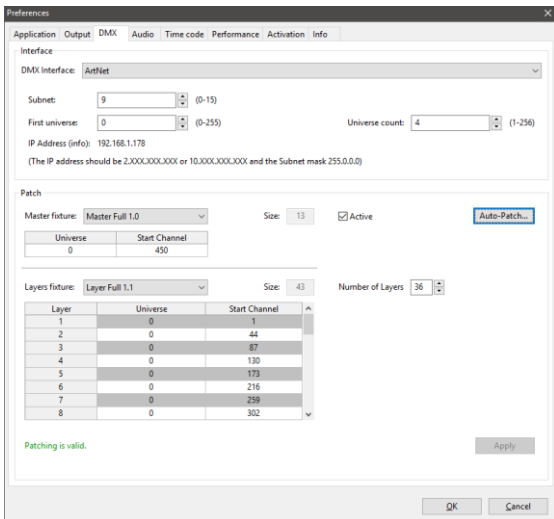 Preferences
Application Output DMX Audio Time code Performance Activation Info
Interface
DMX Interface: ArtNet
Subnet: 9 (0-15)
First universe: 0 (0-255) Universe count: 4 (1-256)
IP Address (info): 192.168.1.178
(The IP address should be 2.XXX.XXX.XXX or 10.XXX.XXX.XXX and the Subnet mask 255.0.0.0)
Patch
Master fixture: Master Full 1.0 Size: 13 Active Auto-Patch...
Universe Start Channel
0 450
Layers fixture: Layer Full 1.1 Size: 43 Number of Layers 36
Layer Universe Start Channel
1 0 1
2 0 44
3 0 87
4 0 130
5 0 173
6 0 216
7 0 259
8 0 302
Patching is valid. Apply
OK Cancel